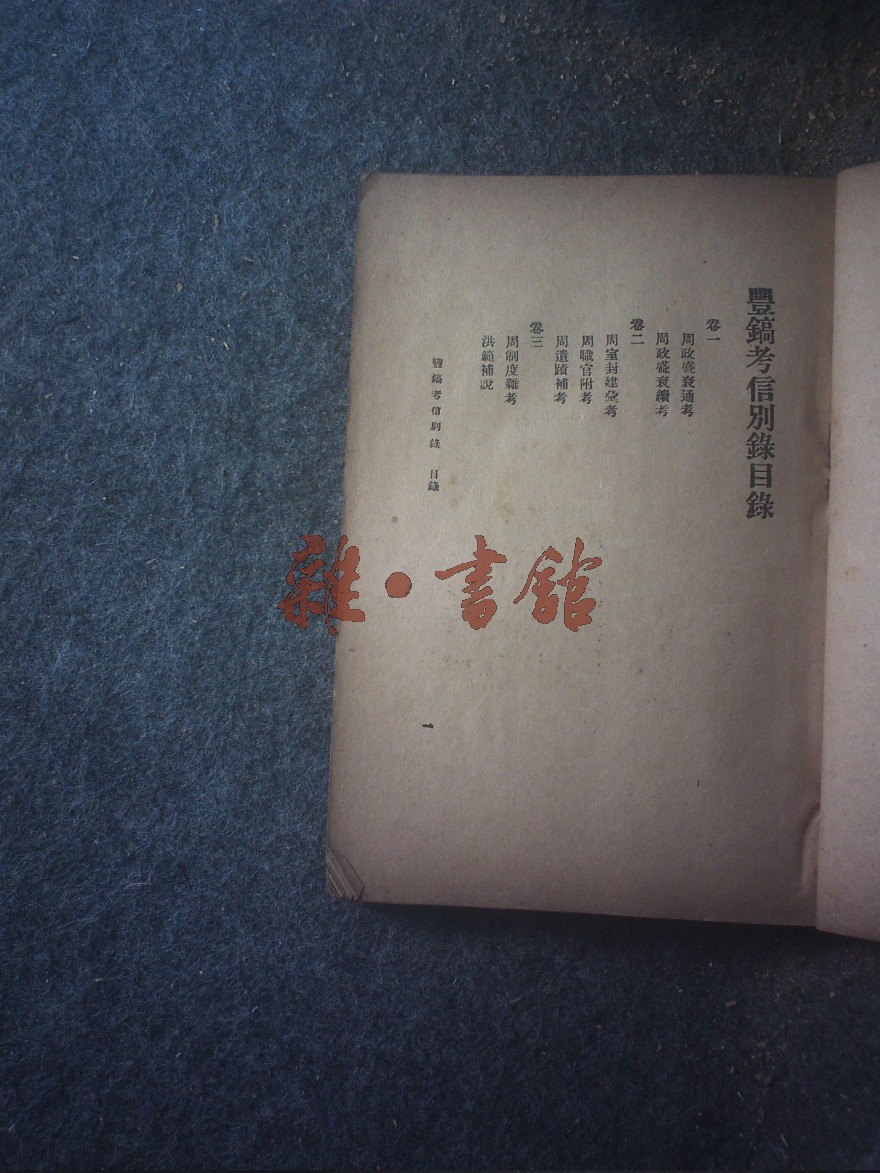 豐鎬考信別錄目錄
卷一
周政盛衰通考
周政盛衰續考
卷二
周室封建彙考
周職官附考
周遺蹟補考
卷三
周制度雜考
洪範補說
豐鎬考信別錄 目錄
一
雜·書館